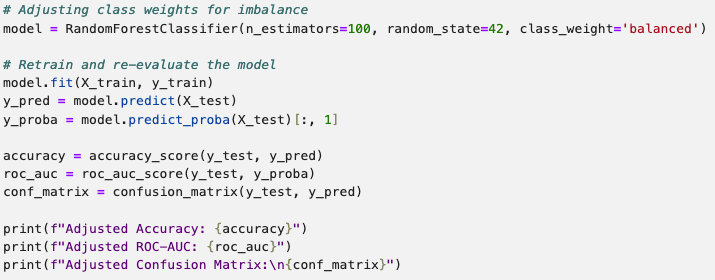 # Adjusting class weights for imbalance
model = RandomForestClassifier(n_estimators=100, random_state=42, class_weight='balanced')
# Retrain and re-evaluate the model
model.fit(X_train, y_train)
y_pred = model.predict(X_test)
y_proba = model.predict_proba(X_test)[:, 1]
accuracy = accuracy_score(y_test, y_pred)
roc_auc = roc_auc_score(y_test, y_proba)
conf_matrix = confusion_matrix(y_test, y_pred)
print(f"Adjusted Accuracy: {accuracy}")
print(f"Adjusted ROC-AUC: {roc_auc}")
print(f"Adjusted Confusion Matrix:\n{conf_matrix}")